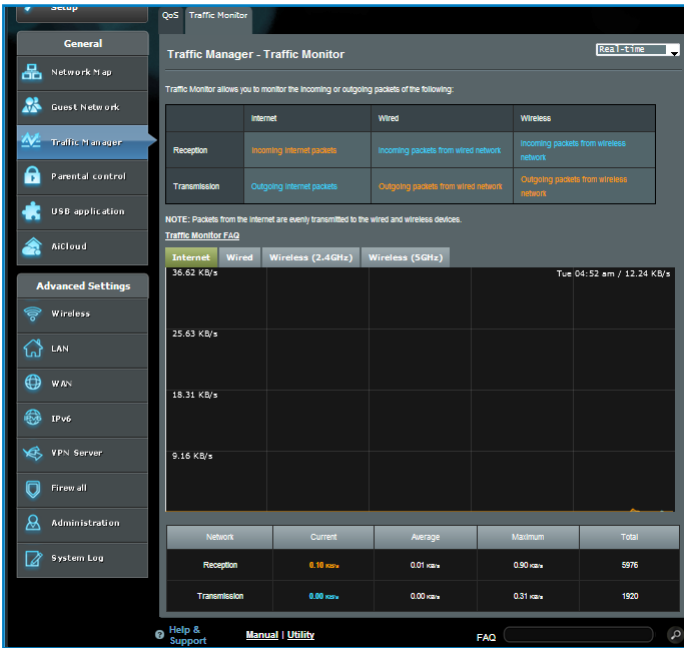 Setup
QoS Traffic Monitor
General
Network Map
Guest Network
Traffic Manager
Parental control
USB application
AiCloud
Advanced Settings
Wireless
LAN
WAN
IPv6
VPN Server
Firewall
Administration
System Log
Traffic Manager - Traffic Monitor
Real-time
Traffic Monitor allows you to monitor the incoming or outgoing packets of the following:
Internet Wired Wireless
Reception Incoming Internet packets Incoming packets from wired network Incoming packets from wireless
network
Transmission Outgoing Internet packets Outgoing packets from wired network Outgoing packets from wireless
network
NOTE: Packets from the Internet are evenly transmitted to the wired and wireless devices.
Traffic Monitor FAQ
Internet Wired Wireless (2.4GHz) Wireless (5GHz)
36.62 KB/s Tue 04:52 am / 12.24 KB/s
25.63 KB/s
18.31 KB/s
9.16 KB/s
Network Current Average Maximum Total
Reception 0.10 KB/s 0.01 KB/s 0.90 KB/s 5976
Transmission 0.00 KB/s 0.00 KB/s 0.31 KB/s 1920
Help &
Support
Manual | Utility
FAQ